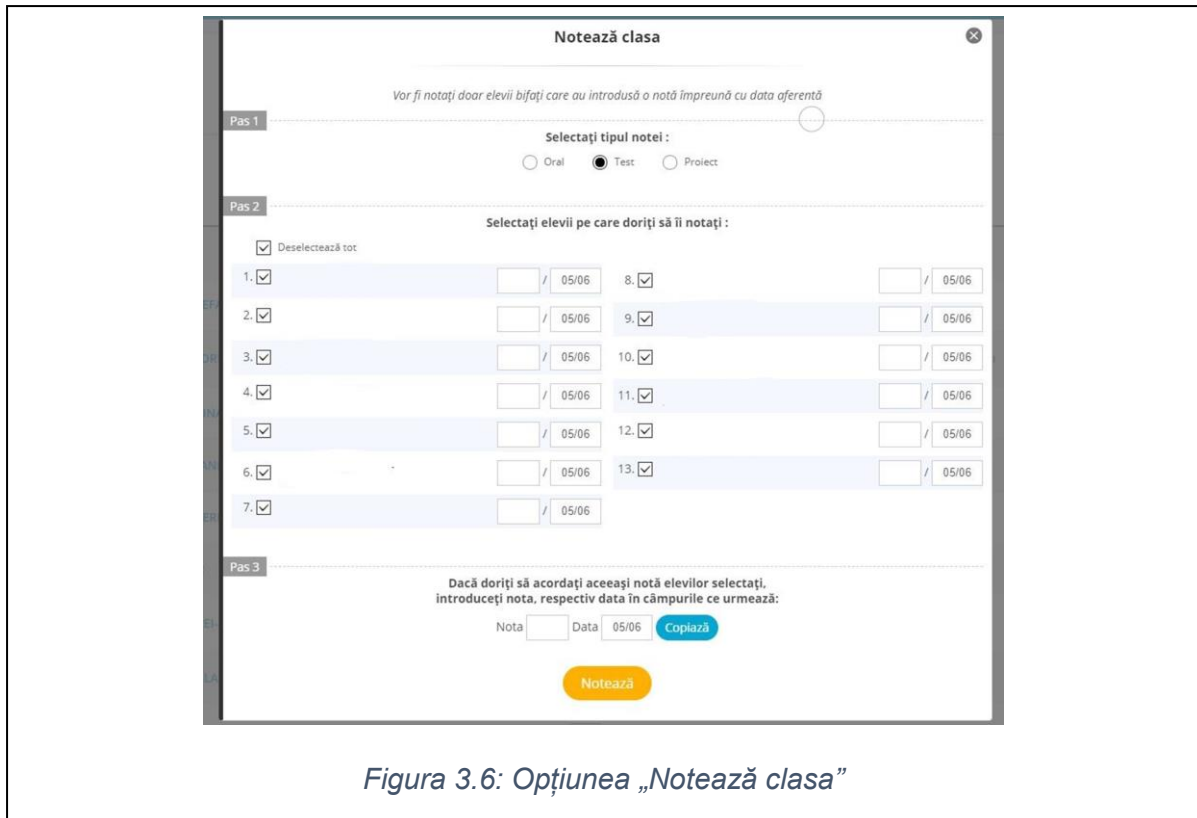 Notează clasa
Vor fi notați doar elevii bifați care au introdusă o notă împreună cu data aferentă
Pas 1
Selectați tipul notei :
Oral Test Proiect
Pas 2
Selectați elevii pe care doriți să îi notați :
Deselectează tot
1. / 05/06 8. / 05/06
2. / 05/06 9. / 05/06
3. / 05/06 10. / 05/06
4. / 05/06 11. / 05/06
5. / 05/06 12. / 05/06
6. / 05/06 13. / 05/06
7. / 05/06
Pas 3
Dacă doriți să acordați aceeași notă elevilor selectați,
introduceți nota, respectiv data în câmpurile ce urmează:
Nota Data 05/06 Copiază
Notează
Figura 3.6: Opțiunea „Notează clasa”